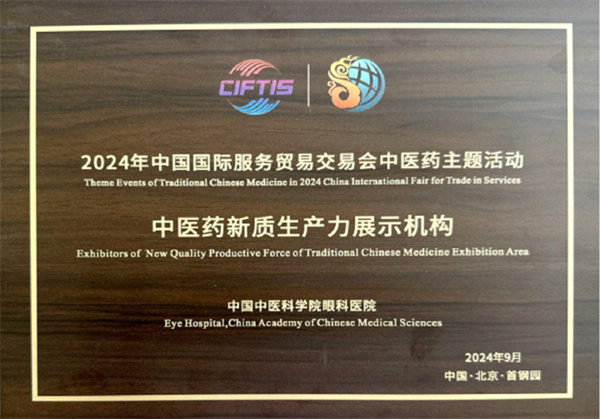 CIFTIS
2024年中国国际服务贸易交易会中医药主题活动
Theme Events of Traditional Chinese Medicine in 2024 China International Fair for Trade in Services
中医药新质生产力展示机构
Exhibitors of New Quality Productive Force of Traditional Chinese Medicine Exhibition Area
中国中医科学院眼科医院
Eye Hospital,China Academy of Chinese Medical Sciences
2024年9月
中国·北京·首钢园